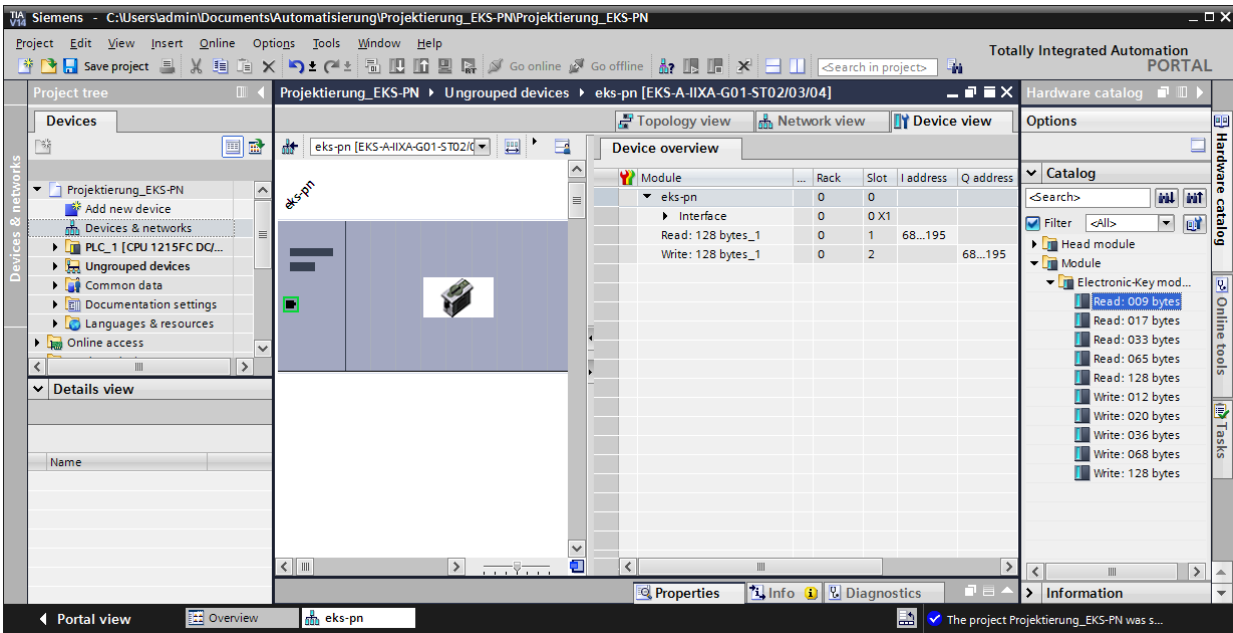 TIA V14 Siemens - C:\Users\admin\Documents\Automatisierung\Projektierung_EKS-PN\Projektierung_EKS-PN
Project Edit View Insert Online Options Tools Window Help
Totally Integrated Automation
PORTAL
Save project Go online Go offline <Search in project>
Project tree
Projektierung_EKS-PN Ungrouped devices eks-pn [EKS-A-IIXA-G01-ST02/03/04]
Hardware catalog
Devices
Topology view Network view Device view
Options
eks-pn [EKS-A-IIXA-G01-ST02/0
Device overview
Devices & networks
Projektierung_EKS-PN
Add new device
Devices & networks
PLC_1 [CPU 1215FC DC/...
Ungrouped devices
Common data
Documentation settings
Languages & resources
Online access
Details view
Name
eks-pn
Module ... Rack Slot I address Q address
eks-pn 0 0
Interface 0 0 X1
Read: 128 bytes_1 0 1 68...195
Write: 128 bytes_1 0 2 68...195
Catalog
<Search>
Filter <All>
Head module
Module
Electronic-Key mod...
Read: 009 bytes
Read: 017 bytes
Read: 033 bytes
Read: 065 bytes
Read: 128 bytes
Write: 012 bytes
Write: 020 bytes
Write: 036 bytes
Write: 068 bytes
Write: 128 bytes
Information
Hardware catalog
Online tools
Tasks
Properties Info Diagnostics
Portal view Overview eks-pn
The project Projektierung_EKS-PN was s...